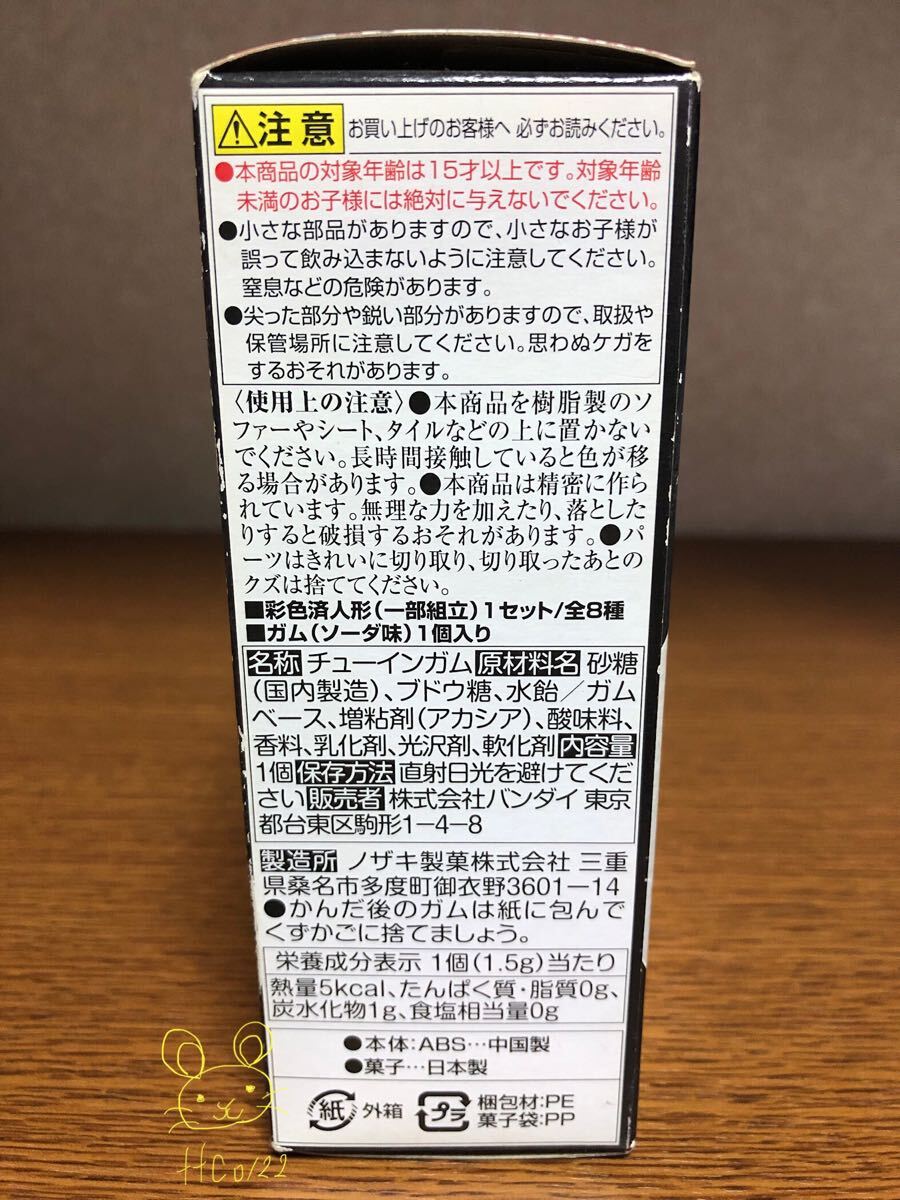 注意 お買い上げのお客様へ 必ずお読みください。
●本商品の対象年齢は15才以上です。対象年齢
未満のお子様には絶対に与えないでください。
●小さな部品がありますので、小さなお子様が
誤って飲み込まないように注意してください。
窒息などの危険があります。
●尖った部分や鋭い部分がありますので、取扱や
保管場所に注意してください。思わぬケガを
するおそれがあります。
〈使用上の注意〉●本商品を樹脂製のソ
ファーやシート、タイルなどの上に置かない
でください。長時間接触していると色が移
る場合があります。●本商品は精密に作ら
れています。無理な力を加えたり、落とした
りすると破損するおそれがあります。●パ
ーツはきれいに切り取り、切り取ったあとの
クズは捨ててください。
■彩色済人形(一部組立)1セット/全8種
■ガム(ソーダ味)1個入り
名称 チューインガム 原材料名 砂糖
(国内製造)、ブドウ糖、水飴/ガム
ベース、増粘剤(アカシア)、酸味料、
香料、乳化剤、光沢剤、軟化剤 内容量
1個 保存方法 直射日光を避けてくだ
さい 販売者 株式会社バンダイ 東京
都台東区駒形1-4-8
製造所 ノザキ製菓株式会社 三重
県桑名市多度町御衣野3601-14
●かんだ後のガムは紙に包んで
くずかごに捨てましょう。
栄養成分表示 1個(1.5g)当たり
熱量5kcal、たんぱく質・脂質0g、
炭水化物1g、食塩相当量0g
●本体:ABS…中国製
●菓子…日本製
紙 外箱 プラ 梱包材:PE
菓子袋:PP
HCo122